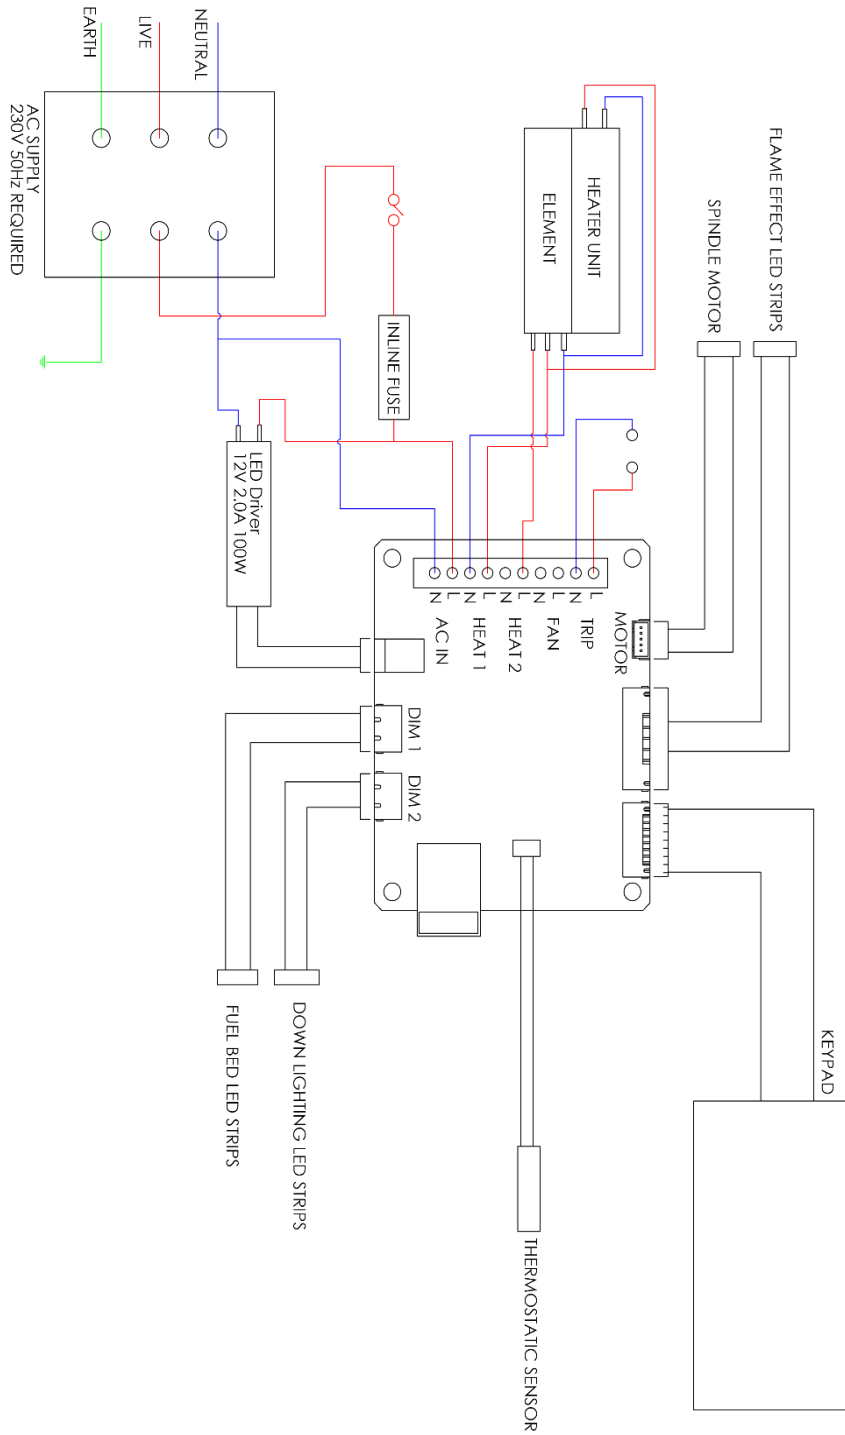 EARTH
LIVE
NEUTRAL
AC SUPPLY
230V 50Hz REQUIRED
INLINE FUSE
HEATER UNIT
ELEMENT
SPINDLE MOTOR
FLAME EFFECT LED STRIPS
LED Driver
12V 2.0A 100W
N
L
N
L
N
L
N
L
N
L
AC IN
HEAT 1
HEAT 2
FAN
TRIP
MOTOR
DIM 1
DIM 2
FUEL BED LED STRIPS
DOWN LIGHTING LED STRIPS
THERMOSTATIC SENSOR
KEYPAD